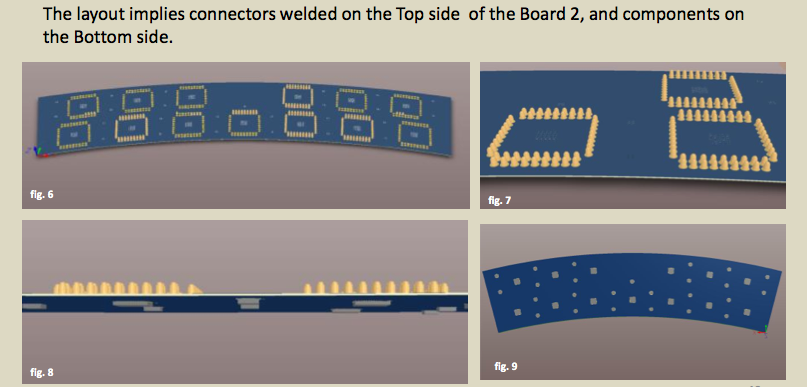 The layout implies connectors welded on the Top side of the Board 2, and components on
the Bottom side.
fig. 6
fig. 7
fig. 8
fig. 9